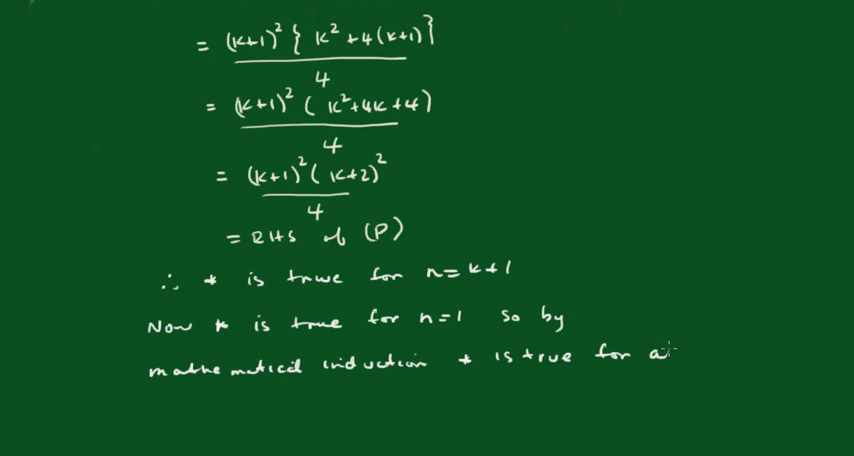 = (k+1)² { k² + 4(k+1)}
4
= (k+1)² ( k²+4k+4)
4
= (k+1)² ( k+2)²
4
= RHS of (P)
∴ * is true for n=k+1
Now * is true for n=1 so by
mathematical induction * is true for a